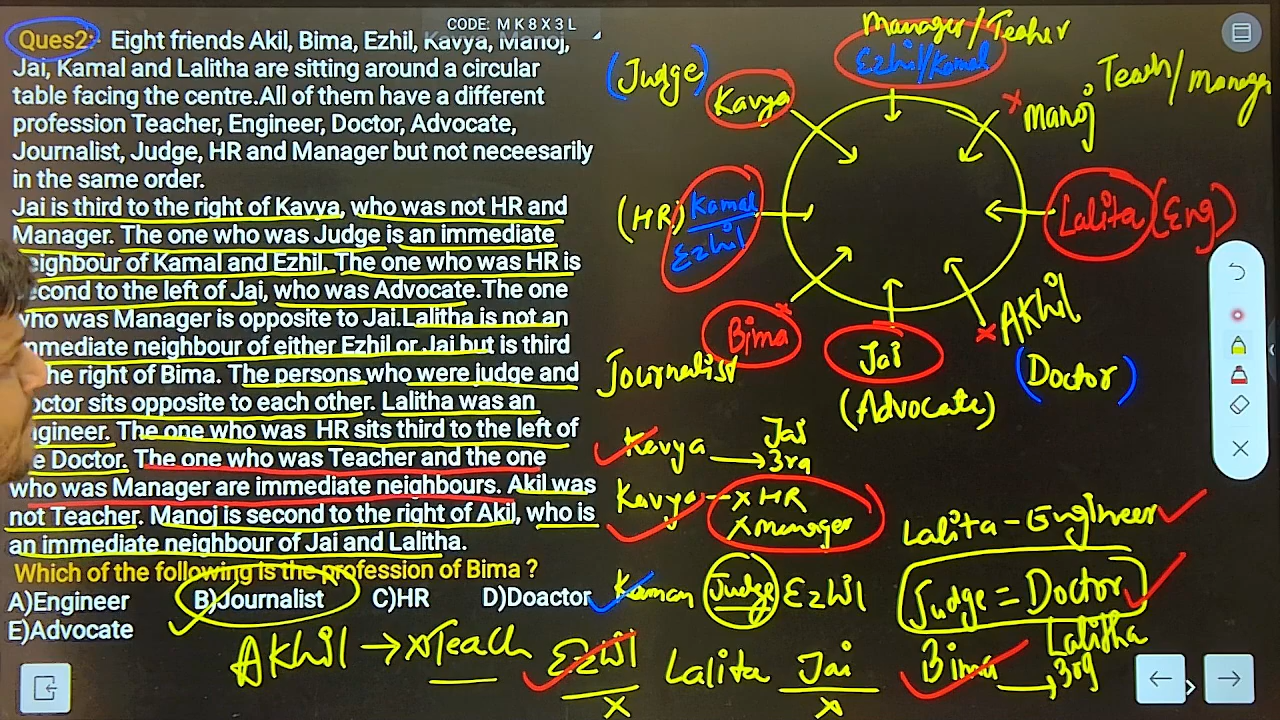 CODE: M K 8 X 3 L
Ques2:- Eight friends Akil, Bima, Ezhil, Kavya, Manoj,
Jai, Kamal and Lalitha are sitting around a circular
table facing the centre.All of them have a different
profession Teacher, Engineer, Doctor, Advocate,
Journalist, Judge, HR and Manager but not neceesarily
in the same order.
Jai is third to the right of Kavya, who was not HR and
Manager. The one who was Judge is an immediate
eighbour of Kamal and Ezhil. The one who was HR is
econd to the left of Jai, who was Advocate.The one
who was Manager is opposite to Jai.Lalitha is not an
mmediate neighbour of either Ezhil or Jai but is third
he right of Bima. The persons who were judge and
octor sits opposite to each other. Lalitha was an
ngineer. The one who was HR sits third to the left of
e Doctor. The one who was Teacher and the one
who was Manager are immediate neighbours. Akil was
not Teacher. Manoj is second to the right of Akil, who is
an immediate neighbour of Jai and Lalitha.
Which of the following is the profession of Bima ?
A)Engineer B)Journalist C)HR D)Doactor
E)Advocate
Manager/Teacher
Ezhil/Kamal
(Judge)
Kavya
Manoj
Teach/manager
(HR)
Kamal
Ezhil
Lalita (Eng)
Bima
Journalist
Jai
(Advocate)
AKhil
(Doctor)
Kavya → Jai
3rd
Kavya - x HR
x manager
Kaman Judge Ezhil
Lalita - Engineer
Judge = Doctor
AKhil → xTeach
Ezhil
x
Lalita
Jai
x
Bima → Lalitha
3rd